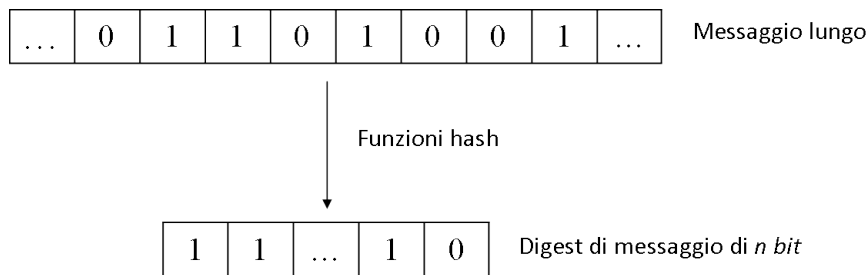 ... 0 1 1 0 1 0 0 1 ... Messaggio lungo
Funzioni hash
1 1 ... 1 0 Digest di messaggio di n bit